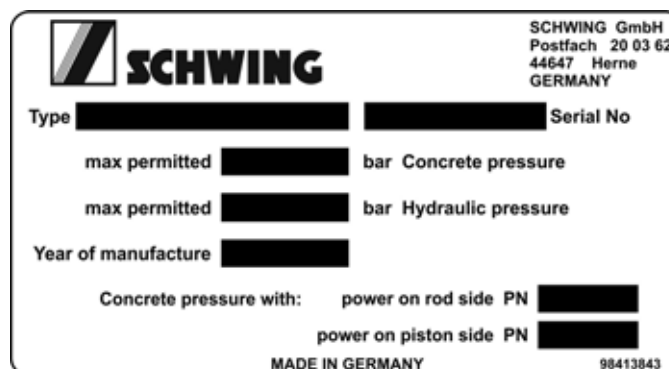 SCHWING GmbH
Postfach 20 03 62
44647 Herne
GERMANY
SCHWING
Type Serial No
max permitted bar Concrete pressure
max permitted bar Hydraulic pressure
Year of manufacture
Concrete pressure with: power on rod side PN
power on piston side PN
MADE IN GERMANY 98413843